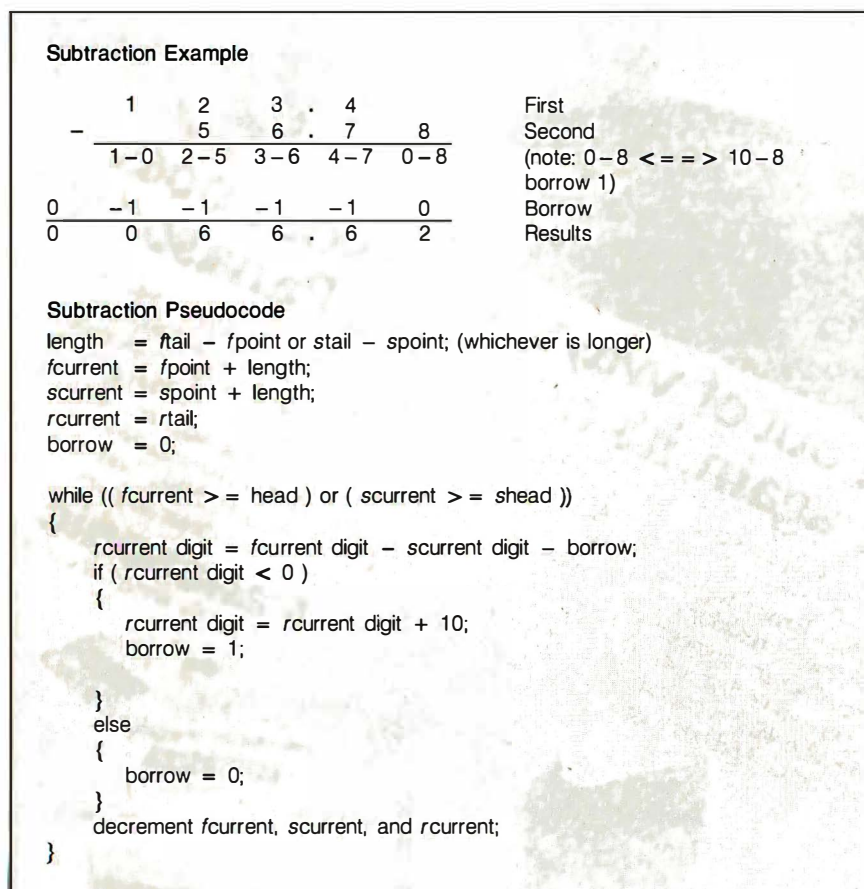 Subtraction Example
1 2 3 . 4 First
– 5 6 . 7 8 Second
1–0 2–5 3–6 4–7 0–8 (note: 0–8 <==> 10–8
borrow 1)
0 –1 –1 –1 –1 0 Borrow
0 0 6 6 . 6 2 Results
Subtraction Pseudocode
length = ftail – fpoint or stail – spoint; (whichever is longer)
fcurrent = fpoint + length;
scurrent = spoint + length;
rcurrent = rtail;
borrow = 0;
while (( fcurrent >= head ) or ( scurrent >= shead ))
{
rcurrent digit = fcurrent digit – scurrent digit – borrow;
if ( rcurrent digit < 0 )
{
rcurrent digit = rcurrent digit + 10;
borrow = 1;
}
else
{
borrow = 0;
}
decrement fcurrent, scurrent, and rcurrent;
}